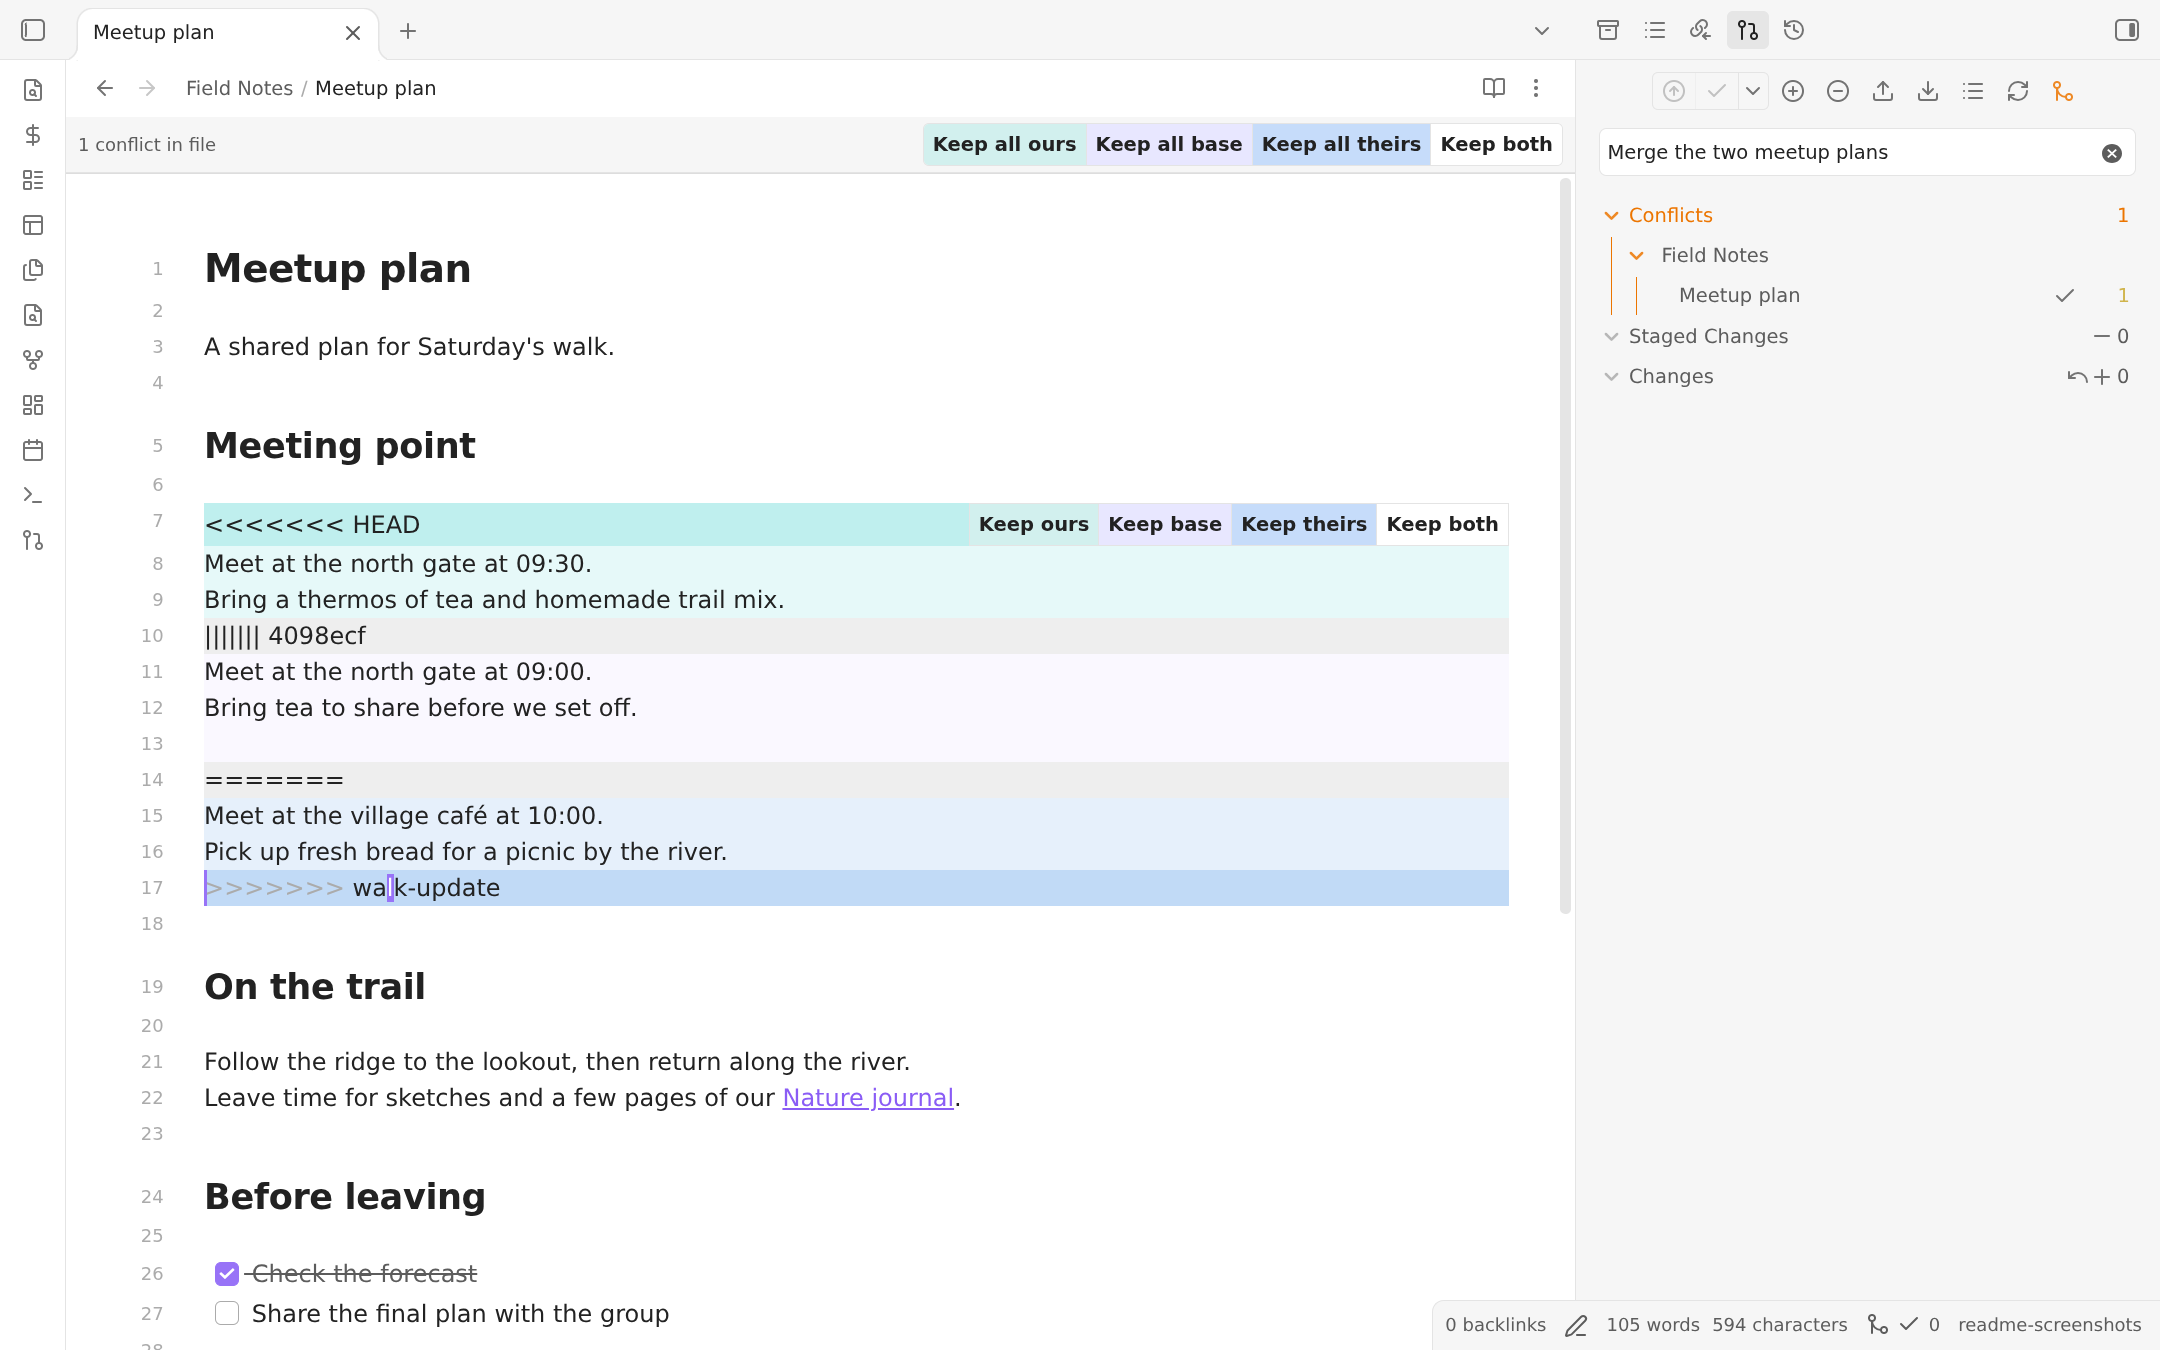 Meetup plan
Field Notes / Meetup plan
1 conflict in file
Keep all ours Keep all base Keep all theirs Keep both
1 Meetup plan
2
3 A shared plan for Saturday's walk.
4
5 Meeting point
6
7 <<<<<<< HEAD Keep ours Keep base Keep theirs Keep both
8 Meet at the north gate at 09:30.
9 Bring a thermos of tea and homemade trail mix.
10 ||||||| 4098ecf
11 Meet at the north gate at 09:00.
12 Bring tea to share before we set off.
13
14 =======
15 Meet at the village café at 10:00.
16 Pick up fresh bread for a picnic by the river.
17 >>>>>>> walk-update
18
19 On the trail
20
21 Follow the ridge to the lookout, then return along the river.
22 Leave time for sketches and a few pages of our Nature journal.
23
24 Before leaving
25
26 Check the forecast
27 Share the final plan with the group
28
Merge the two meetup plans
Conflicts 1
Field Notes
Meetup plan 1
Staged Changes 0
Changes 0
0 backlinks 105 words 594 characters 0 readme-screenshots